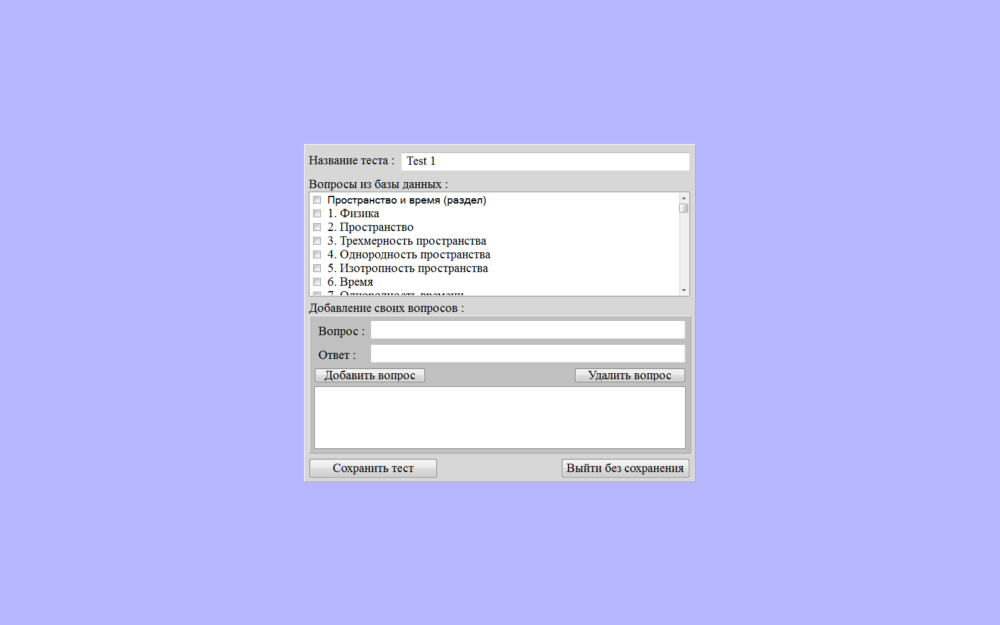 Название теста : Test 1
Вопросы из базы данных :
Пространство и время (раздел)
1. Физика
2. Пространство
3. Трехмерность пространства
4. Однородность пространства
5. Изотропность пространства
6. Время
7. Однородность времени
Добавление своих вопросов :
Вопрос :
Ответ :
Добавить вопрос Удалить вопрос
Сохранить тест Выйти без сохранения